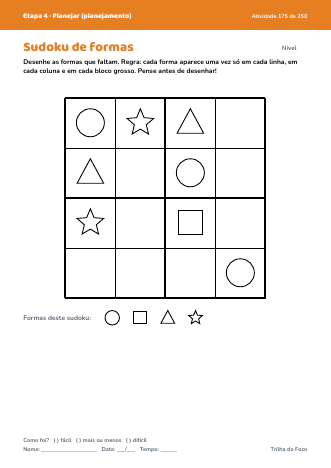 Etapa 4 · Planejar (planejamento)
Atividade 175 de 250
Sudoku de formas
Nível
Desenhe as formas que faltam. Regra: cada forma aparece uma vez só em cada linha, em
cada coluna e em cada bloco grosso. Pense antes de desenhar!
Formas deste sudoku:
Como foi? ( ) fácil ( ) mais ou menos ( ) difícil
Nome: ____________________ Data: ___/___ Tempo: ______
Trilha do Foco